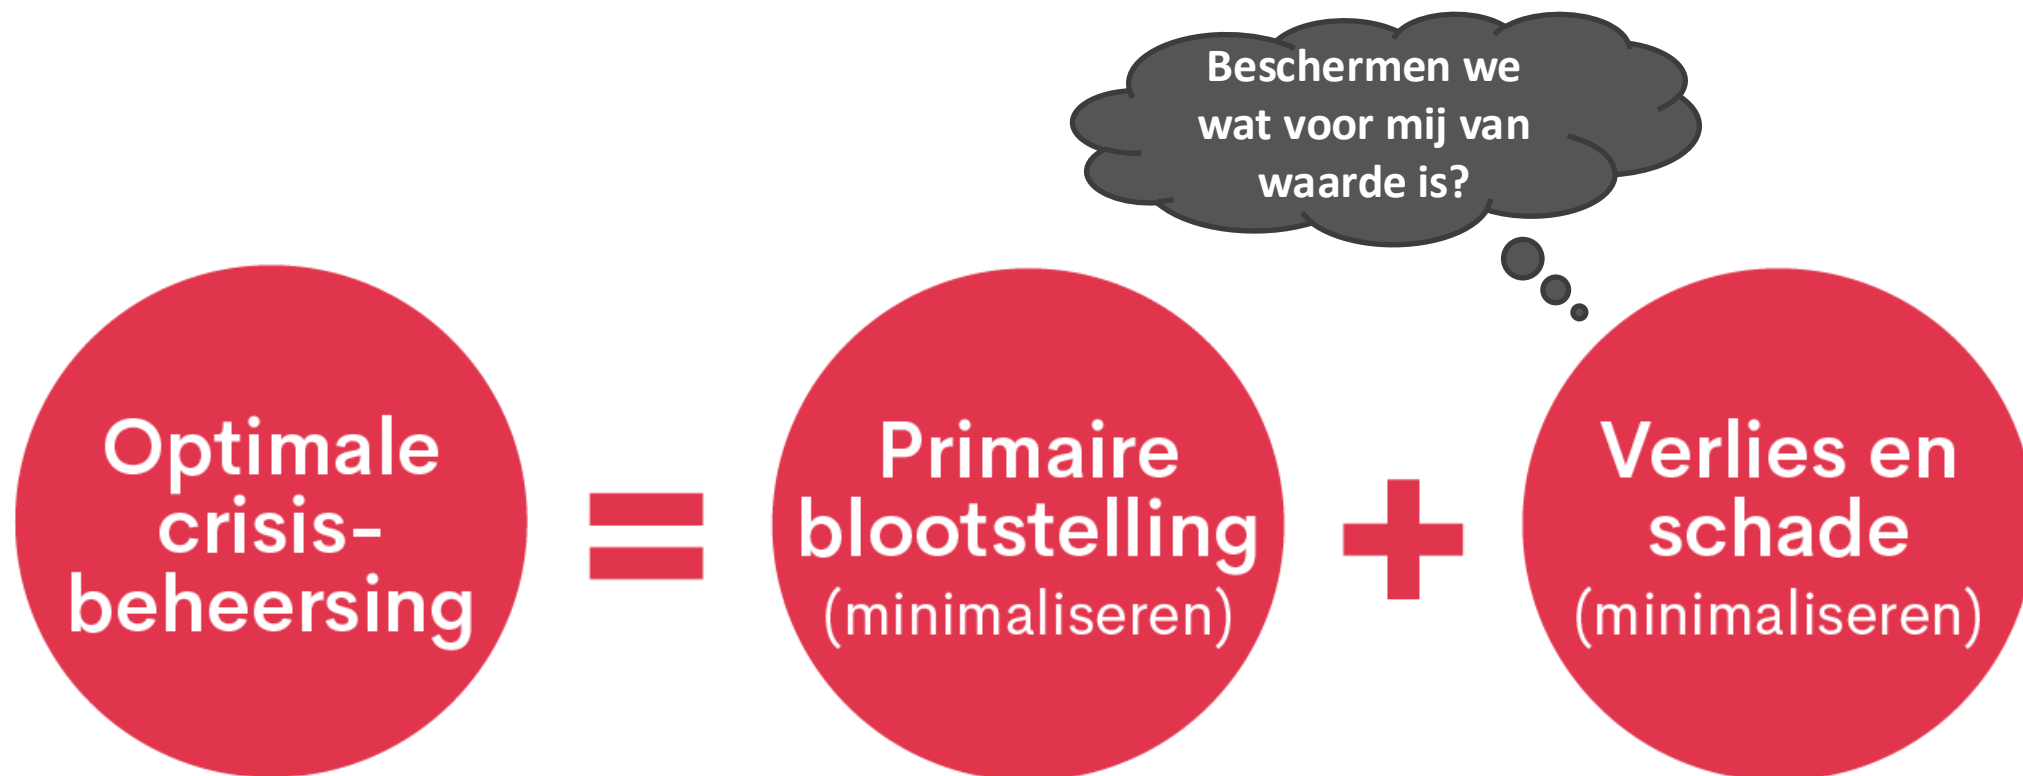 Beschermen we
wat voor mij van
waarde is?
Optimale
crisis-
beheersing
=
Primaire
blootstelling
(minimaliseren)
+
Verlies en
schade
(minimaliseren)